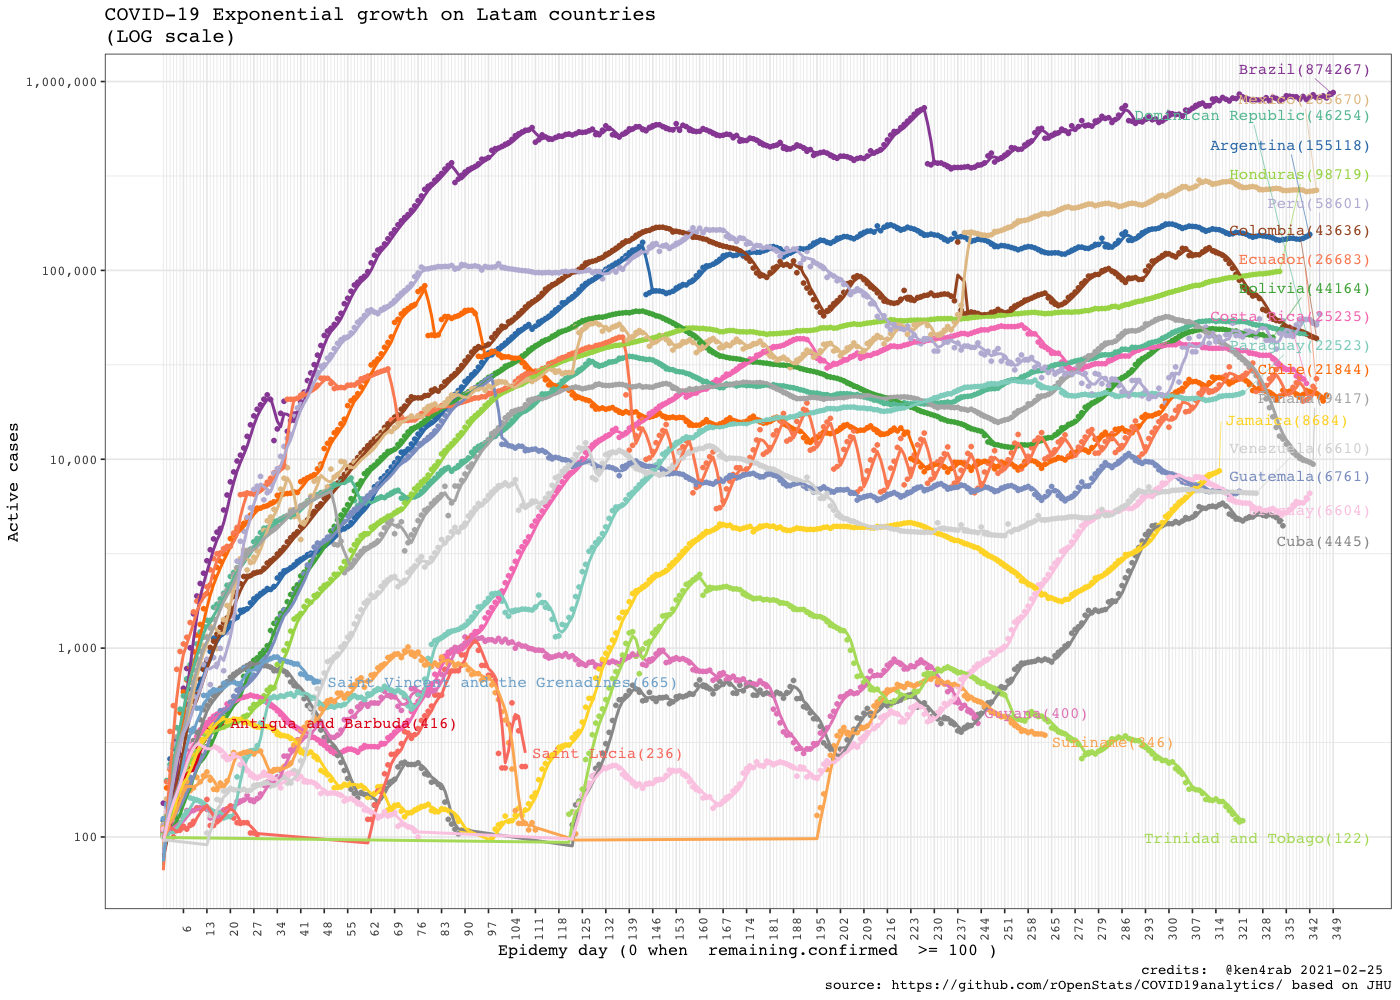 COVID-19 Exponential growth on Latam countries
(LOG scale)
Active cases
1,000,000
100,000
10,000
1,000
100
Brazil(874267)
Dominican Republic(46254)
Argentina(155118)
Honduras(98719)
Peru(58601)
Colombia(43636)
Ecuador(26683)
Bolivia(44164)
Costa Rica(25235)
Paraguay(22523)
Chile(21844)
Jamaica(8684)
Venezuela(6610)
Guatemala(6761)
Cuba(4445)
Saint Vincent and the Grenadines(665)
Antigua and Barbuda(416)
Guyana(400)
Suriname(346)
Saint Lucia(236)
Trinidad and Tobago(122)
6 13 20 27 34 41 48 55 62 69 76 83 90 97 104 111 118 125 132 139 146 153 160 167 174 181 188 195 202 209 216 223 230 237 244 251 258 265 272 279 286 293 300 307 314 321 328 335 342 349
Epidemy day (0 when remaining.confirmed >= 100 )
credits: @ken4rab 2021-02-25
source: https://github.com/rOpenStats/COVID19analytics/ based on JHU